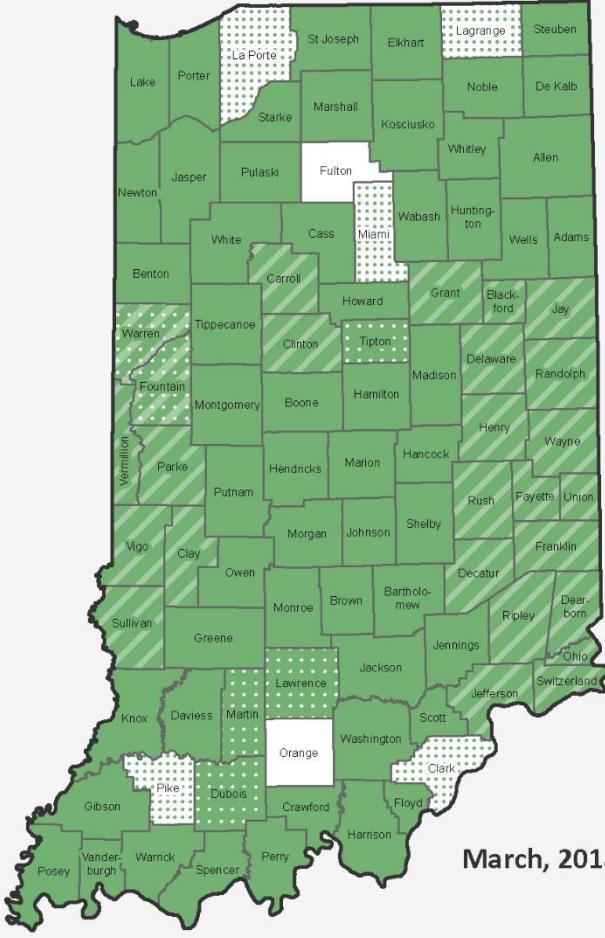 La Porte
St Joseph
Elkhart
Lagrange
Steuben
Lake
Porter
Noble
De Kalb
Starke
Marshall
Kosciusko
Whitley
Allen
Newton
Jasper
Pulaski
Fulton
Miami
Wabash
Hunting-
ton
Wells
Adams
White
Cass
Benton
Carroll
Howard
Grant
Black-
ford
Jay
Warren
Tippecanoe
Clinton
Tipton
Delaware
Randolph
Fountain
Montgomery
Boone
Hamilton
Madison
Henry
Wayne
Vermillion
Parke
Putnam
Hendricks
Marion
Hancock
Rush
Fayette
Union
Vigo
Clay
Morgan
Johnson
Shelby
Franklin
Owen
Decatur
Sullivan
Monroe
Brown
Bartholo-
mew
Ripley
Dear-
born
Greene
Jennings
Ohio
Jackson
Lawrence
Switzerland
Jefferson
Knox
Daviess
Martin
Scott
Washington
Orange
Clark
Pike
Dubois
Gibson
Crawford
Floyd
Harrison
Posey
Vander-
burgh
Warrick
Spencer
Perry
March, 201